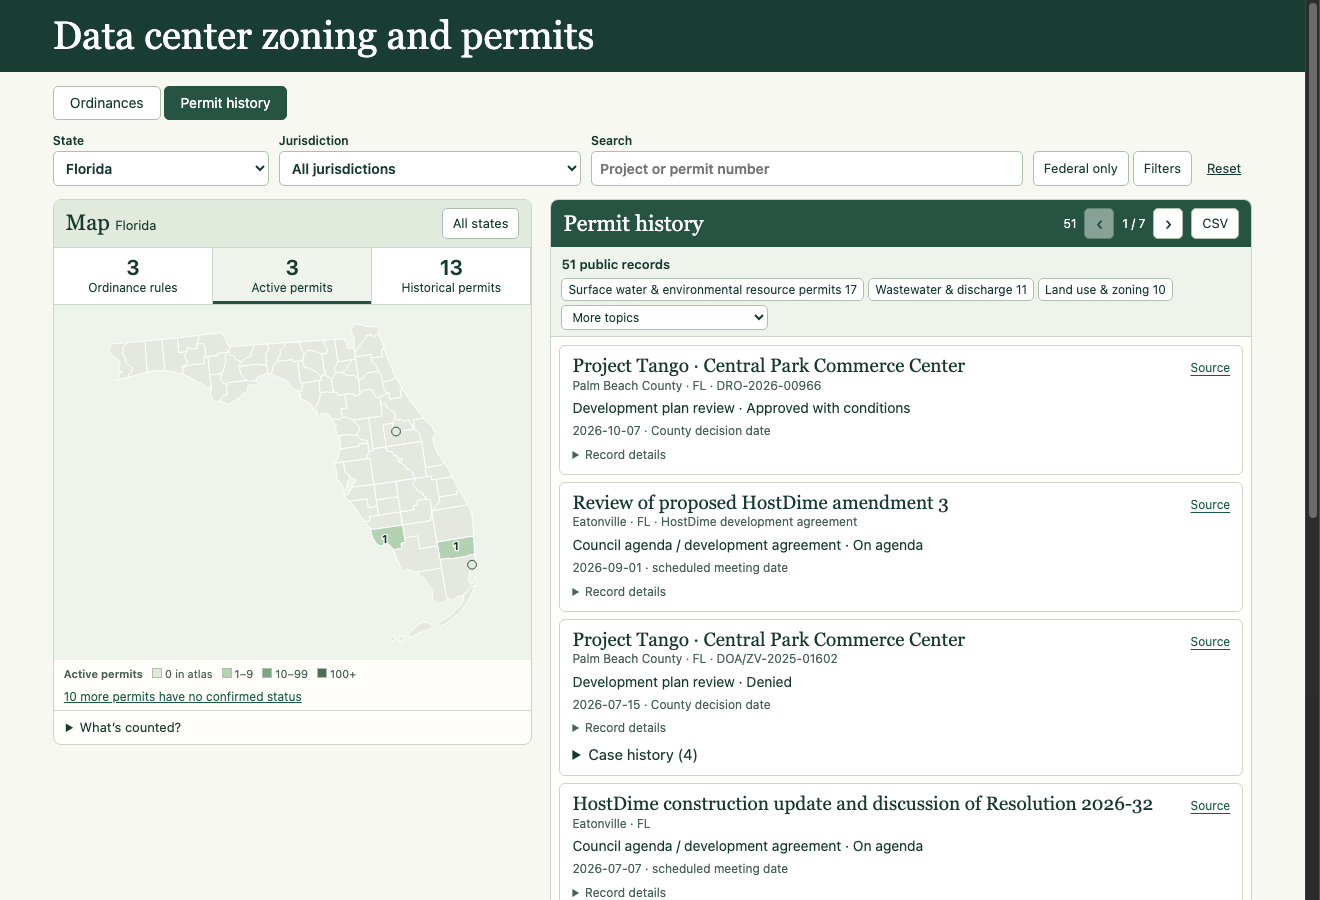 Data center zoning and permits
Ordinances
Permit history
State
Jurisdiction
Search
Florida
All jurisdictions
Project or permit number
Federal only
Filters
Reset
Map Florida
All states
3
Ordinance rules
3
Active permits
13
Historical permits
1
1
Active permits 0 in atlas 1–9 10–99 100+
10 more permits have no confirmed status
What's counted?
Permit history
51
1 / 7
CSV
51 public records
Surface water & environmental resource permits 17
Wastewater & discharge 11
Land use & zoning 10
More topics
Project Tango · Central Park Commerce Center
Source
Palm Beach County · FL · DRO-2026-00966
Development plan review · Approved with conditions
2026-10-07 · County decision date
Record details
Review of proposed HostDime amendment 3
Source
Eatonville · FL · HostDime development agreement
Council agenda / development agreement · On agenda
2026-09-01 · scheduled meeting date
Record details
Project Tango · Central Park Commerce Center
Source
Palm Beach County · FL · DOA/ZV-2025-01602
Development plan review · Denied
2026-07-15 · County decision date
Record details
Case history (4)
HostDime construction update and discussion of Resolution 2026-32
Source
Eatonville · FL
Council agenda / development agreement · On agenda
2026-07-07 · scheduled meeting date
Record details